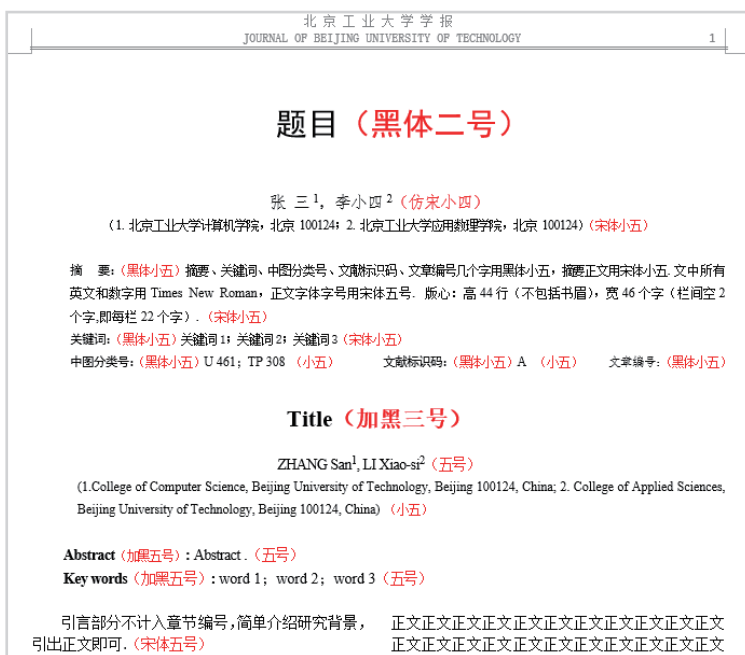 北京工业大学学报
JOURNAL OF BEIJING UNIVERSITY OF TECHNOLOGY 1
题目（黑体二号）
张 三1，李小四2（仿宋小四）
（1. 北京工业大学计算机学院，北京 100124；2. 北京工业大学应用数理学院，北京 100124）（宋体小五）
摘 要：（黑体小五）摘要、关键词、中图分类号、文献标识码、文章编号几个字用黑体小五，摘要正文用宋体小五. 文中所有
英文和数字用 Times New Roman，正文字体字号用宋体五号. 版心：高 44 行（不包括书眉），宽 46 个字（栏间空 2
个字,即每栏 22 个字）.（宋体小五）
关键词：（黑体小五）关键词 1；关键词 2；关键词 3（宋体小五）
中图分类号：（黑体小五）U 461；TP 308 （小五） 文献标识码：（黑体小五）A （小五） 文章编号：（黑体小五）
Title（加黑三号）
ZHANG San1, LI Xiao-si2（五号）
(1.College of Computer Science, Beijing University of Technology, Beijing 100124, China; 2. College of Applied Sciences,
Beijing University of Technology, Beijing 100124, China) （小五）
Abstract（加黑五号）: Abstract .（五号）
Key words（加黑五号）: word 1；word 2；word 3（五号）
引言部分不计入章节编号,简单介绍研究背景,
引出正文即可.（宋体五号）
正文正文正文正文正文正文正文正文正文正文正文
正文正文正文正文正文正文正文正文正文正文正文